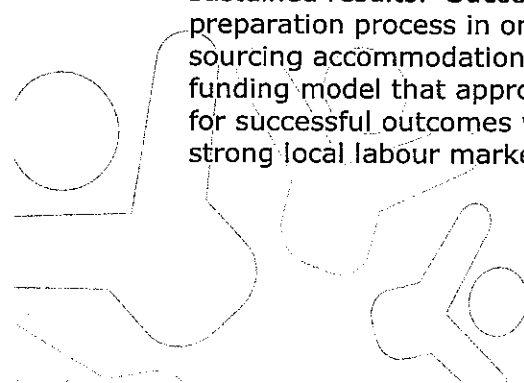 preparation process in or
sourcing accommodation
funding model that appro
for successful outcomes
strong local labour marke